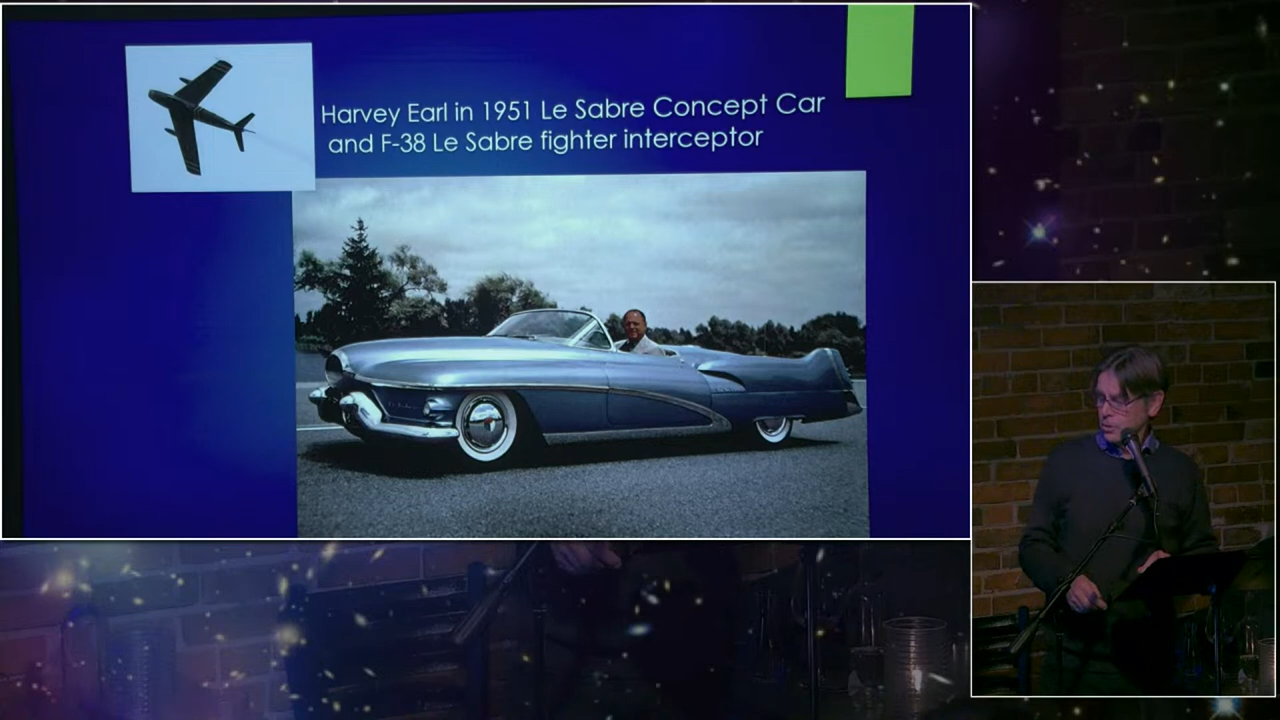 Harvey Earl in 1951 Le Sabre Concept Car
and F-38 Le Sabre fighter interceptor